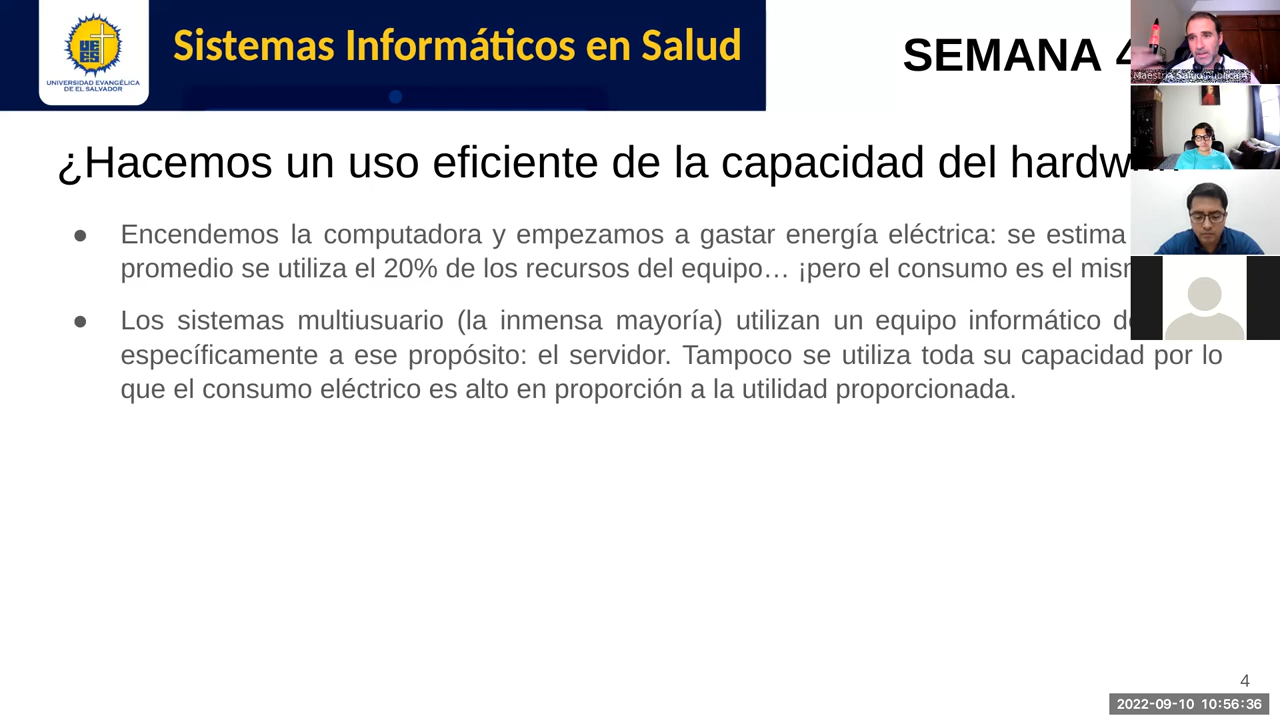 Sistemas Informáticos en Salud
SEMANA 4
UNIVERSIDAD EVANGÉLICA
DE EL SALVADOR
Maestría Salud Pública 4
¿Hacemos un uso eficiente de la capacidad del
● Encendemos la computadora y empezamos a gastar energía eléctrica: se estima
promedio se utiliza el 20% de los recursos del equipo… ¡pero el consumo es el
● Los sistemas multiusuario (la inmensa mayoría) utilizan un equipo informático
específicamente a ese propósito: el servidor. Tampoco se utiliza toda su capacidad por lo
que el consumo eléctrico es alto en proporción a la utilidad proporcionada.
4
2022-09-10 10:56:36